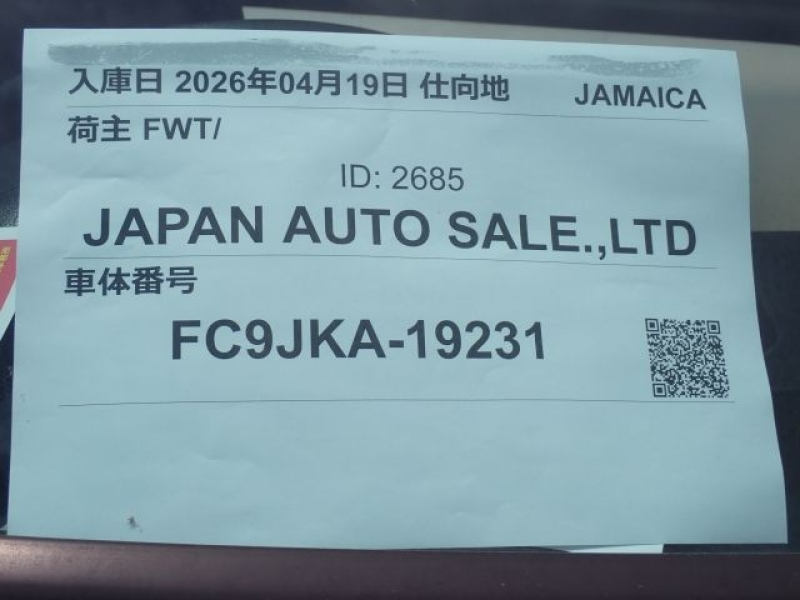 入庫日 2026年04月19日 仕向地 JAMAICA
荷主 FWT/
ID: 2685
JAPAN AUTO SALE.,LTD
車体番号
FC9JKA-19231